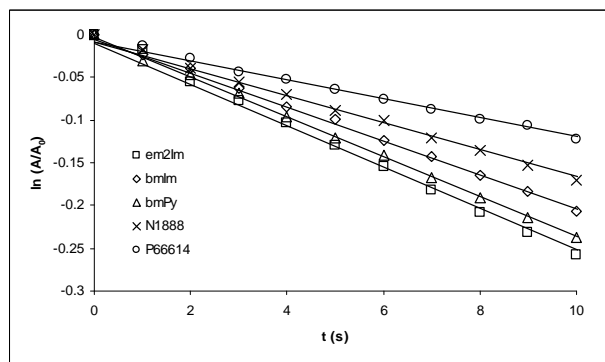 0
-0.05
-0.1
-0.15
-0.2
-0.25
-0.3
ln (A/A₀)
em2Im
bmIm
bmPy
N1888
P66614
0 2 4 6 8 10
t (s)